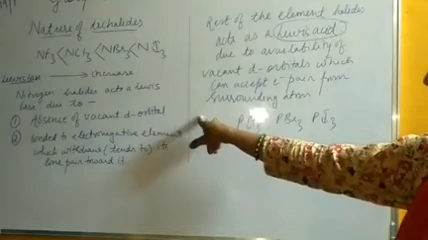 Nature of trihalides
NF3 < NCl3 < NBr3 < NI3
Lewis base → increase
Nitrogen halides acts a lewis
base due to —
① Absence of vacant d-orbital
② bonded to electronegative element
which withdraw (tends to) its
lone pair toward it
Rest of the element halides
acts as a Lewis acid
due to availability of
vacant d-orbitals which
can accept e- pair from
surrounding atom
PCl3 PBr3 PI3